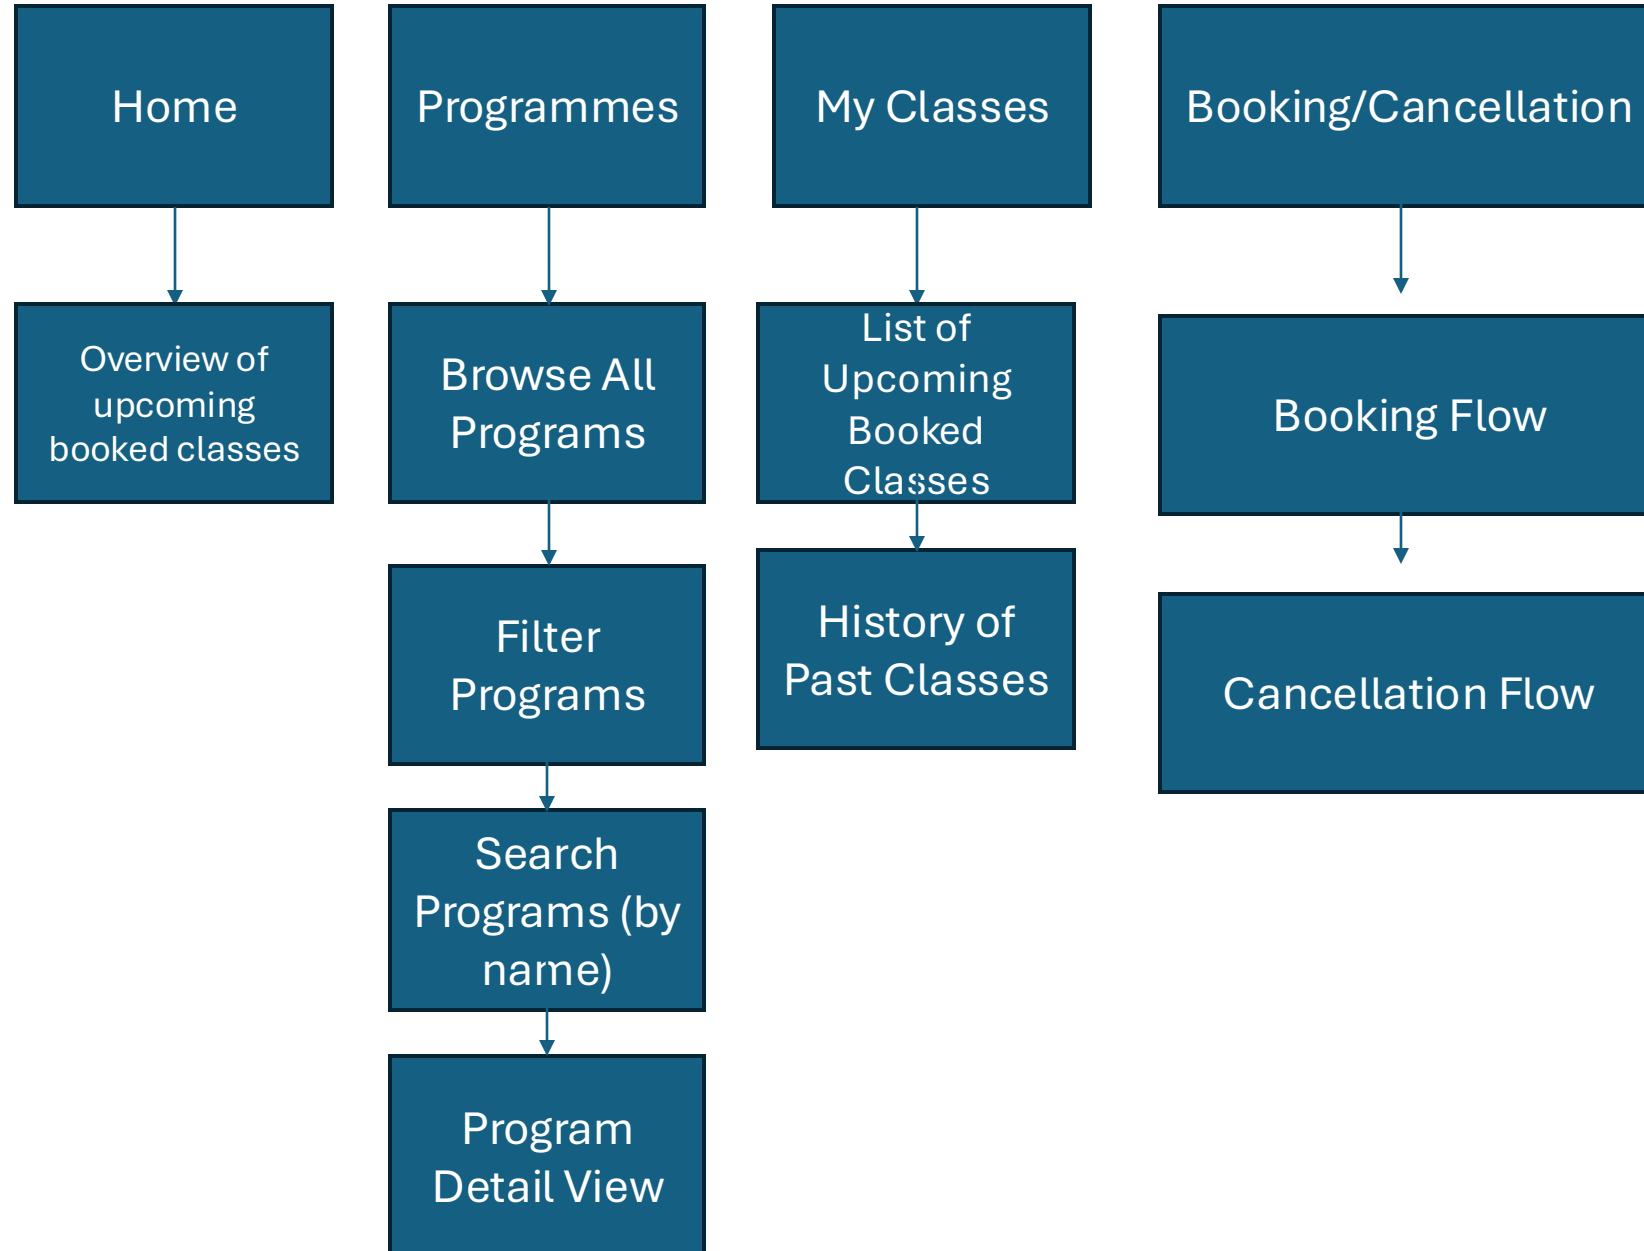 Home
Programmes
My Classes
Booking/Cancellation
Overview of
upcoming
booked classes
Browse All
Programs
List of
Upcoming
Booked
Classes
Booking Flow
Filter
Programs
History of
Past Classes
Cancellation Flow
Search
Programs (by
name)
Program
Detail View